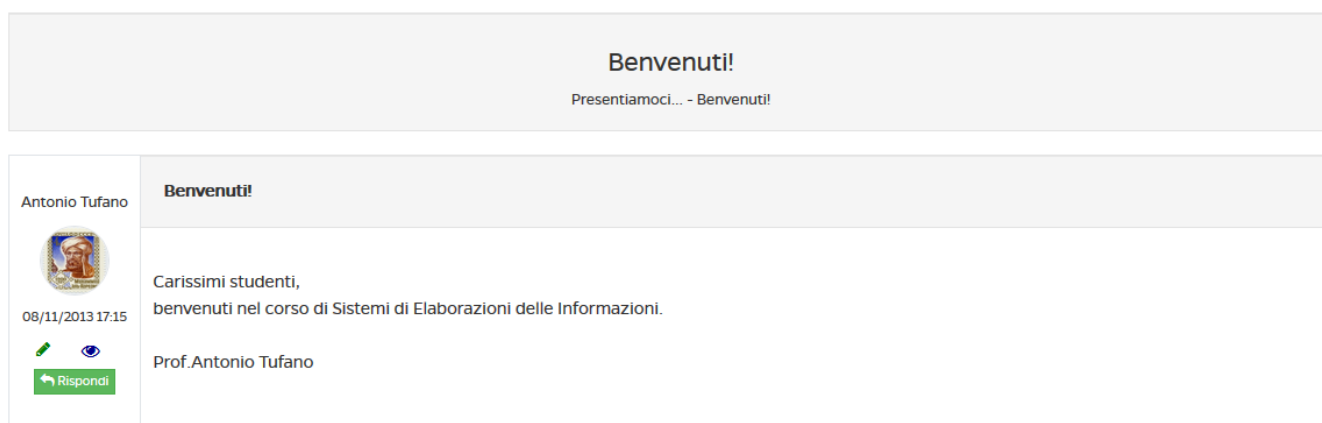 Benvenuti!
Presentiamoci... - Benvenuti!
Antonio Tufano
Benvenuti!
Carissimi studenti,
benvenuti nel corso di Sistemi di Elaborazioni delle Informazioni.
08/11/2013 17:15
Prof.Antonio Tufano
Rispondi